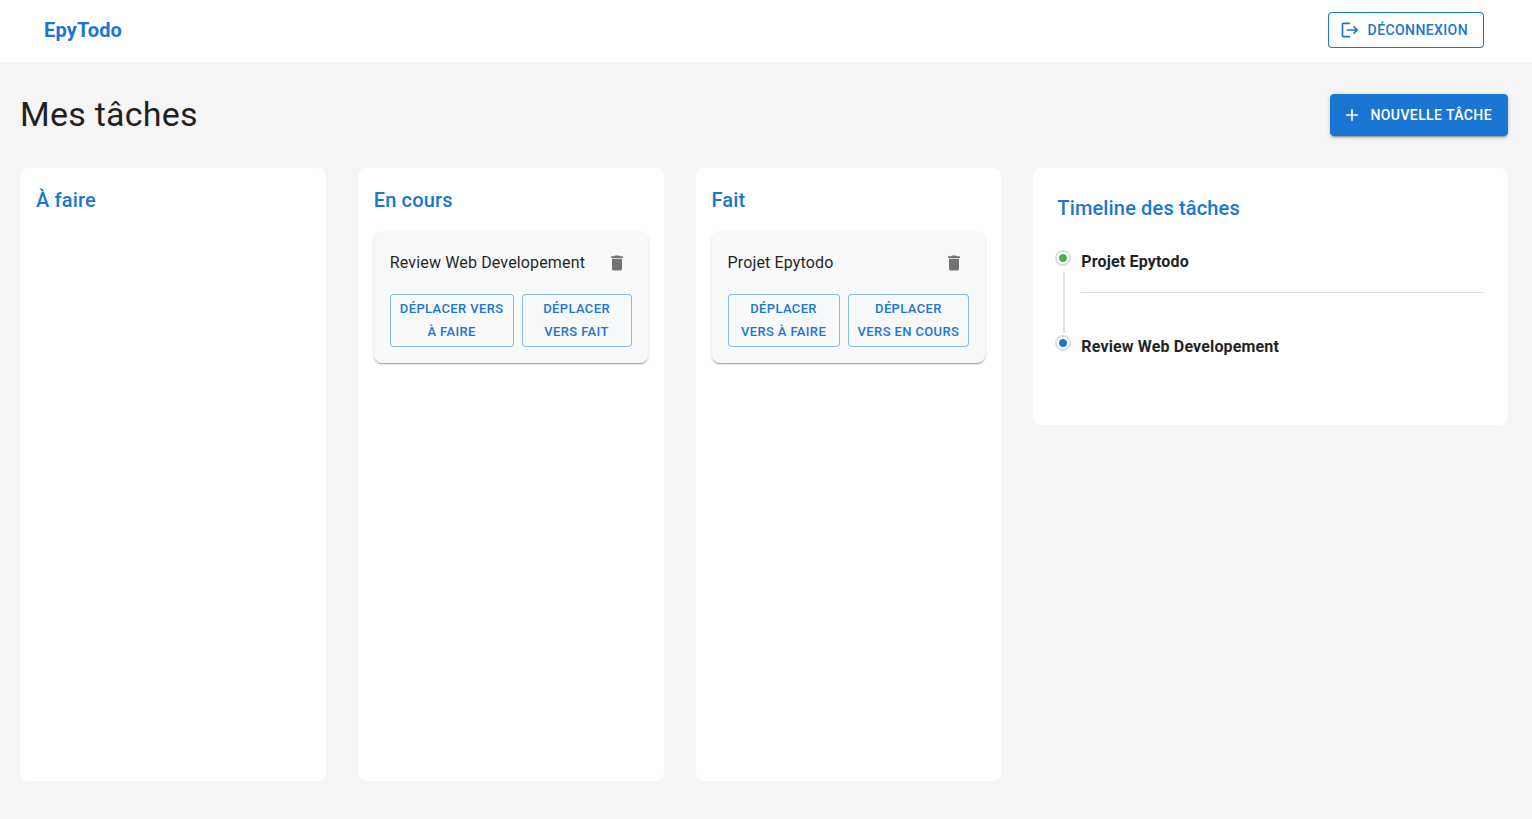 EpyTodo
DÉCONNEXION
Mes tâches
NOUVELLE TÂCHE
À faire
En cours
Review Web Developement
DÉPLACER VERS
À FAIRE
DÉPLACER
VERS FAIT
Fait
Projet Epytodo
DÉPLACER
VERS À FAIRE
DÉPLACER
VERS EN COURS
Timeline des tâches
Projet Epytodo
Review Web Developement